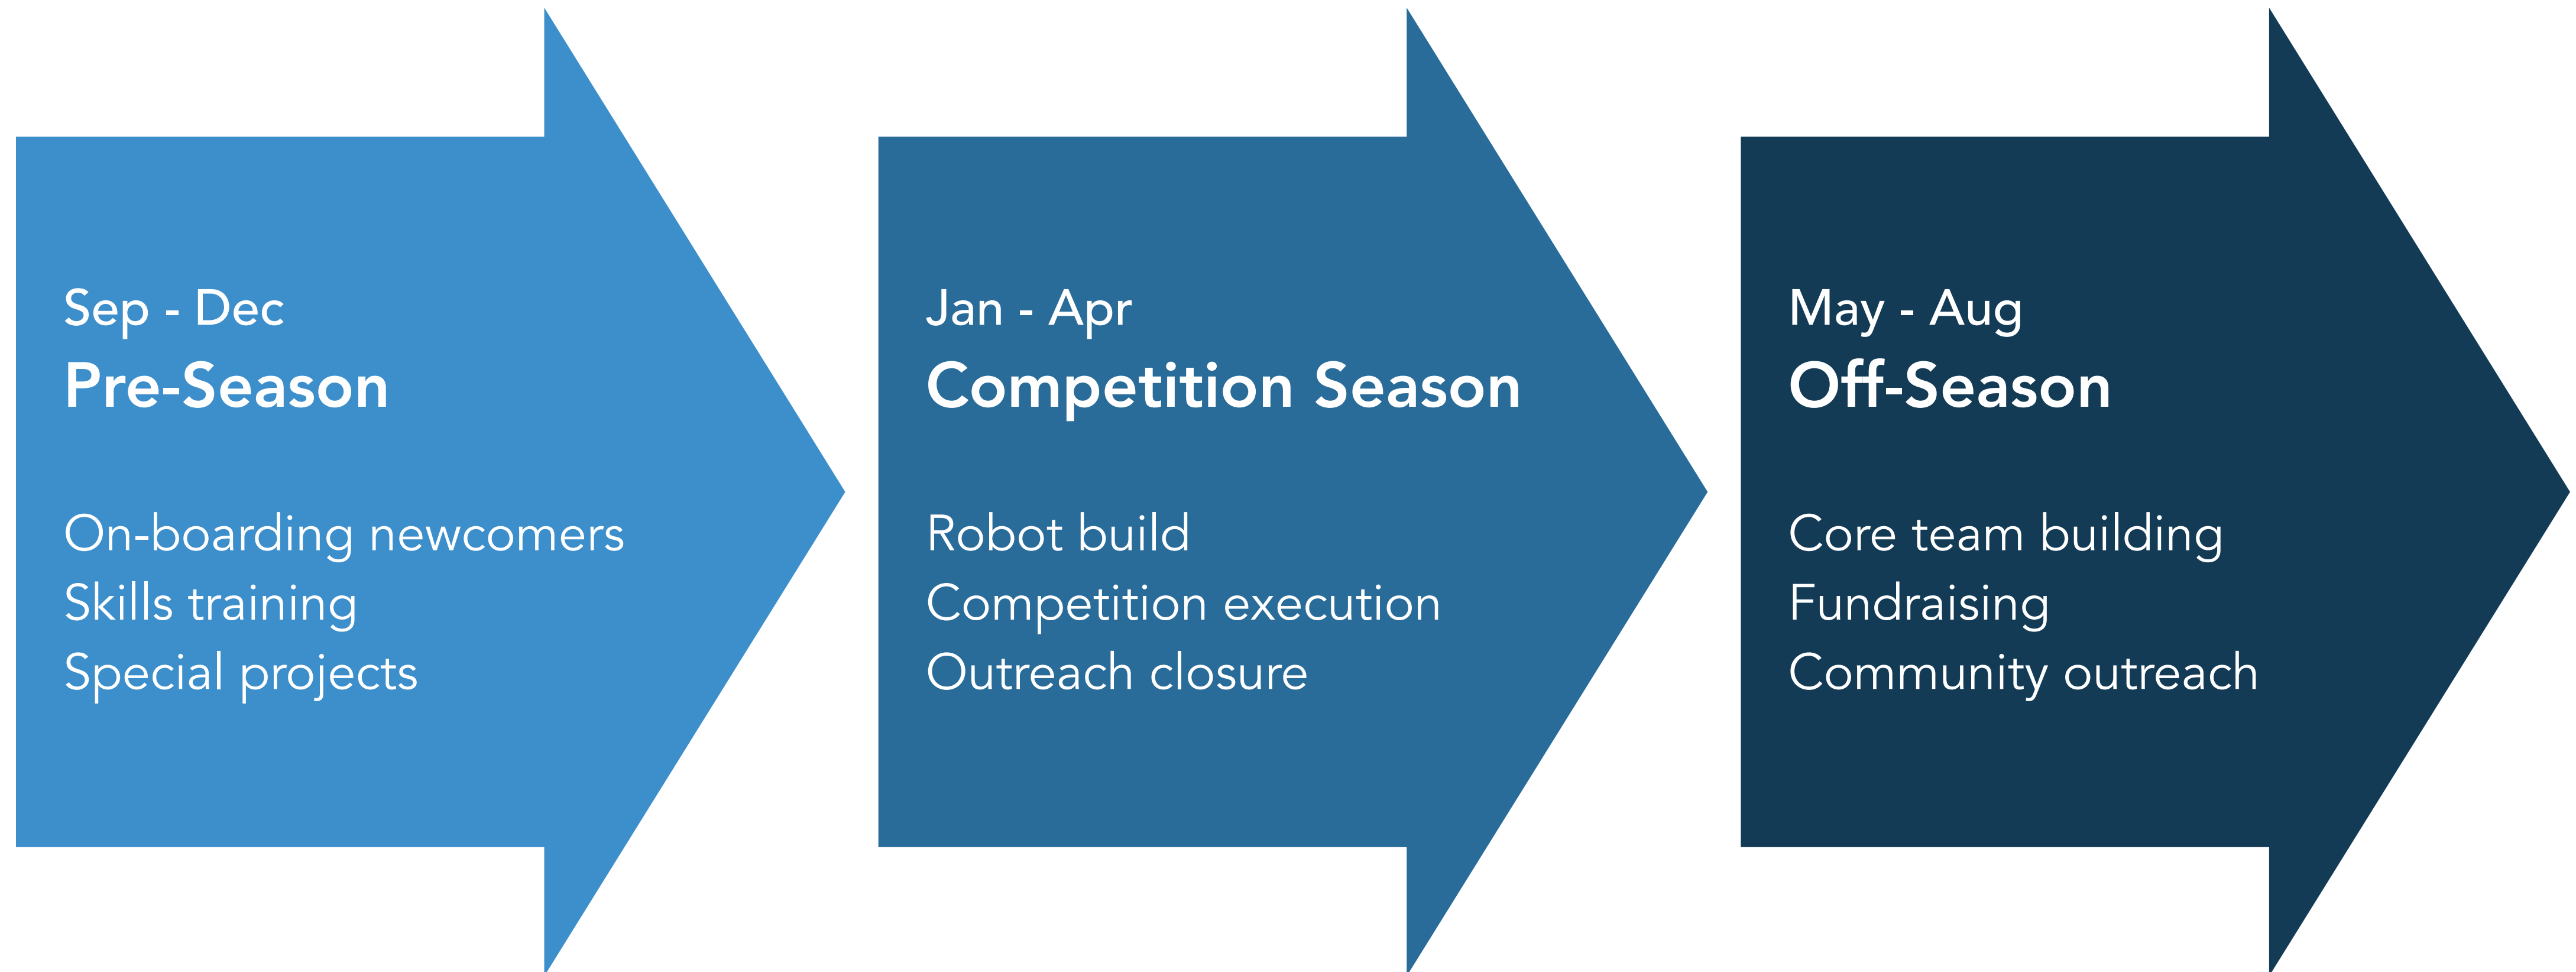 Sep - Dec
Pre-Season
On-boarding newcomers
Skills training
Special projects
Jan - Apr
Competition Season
Robot build
Competition execution
Outreach closure
May - Aug
Off-Season
Core team building
Fundraising
Community outreach